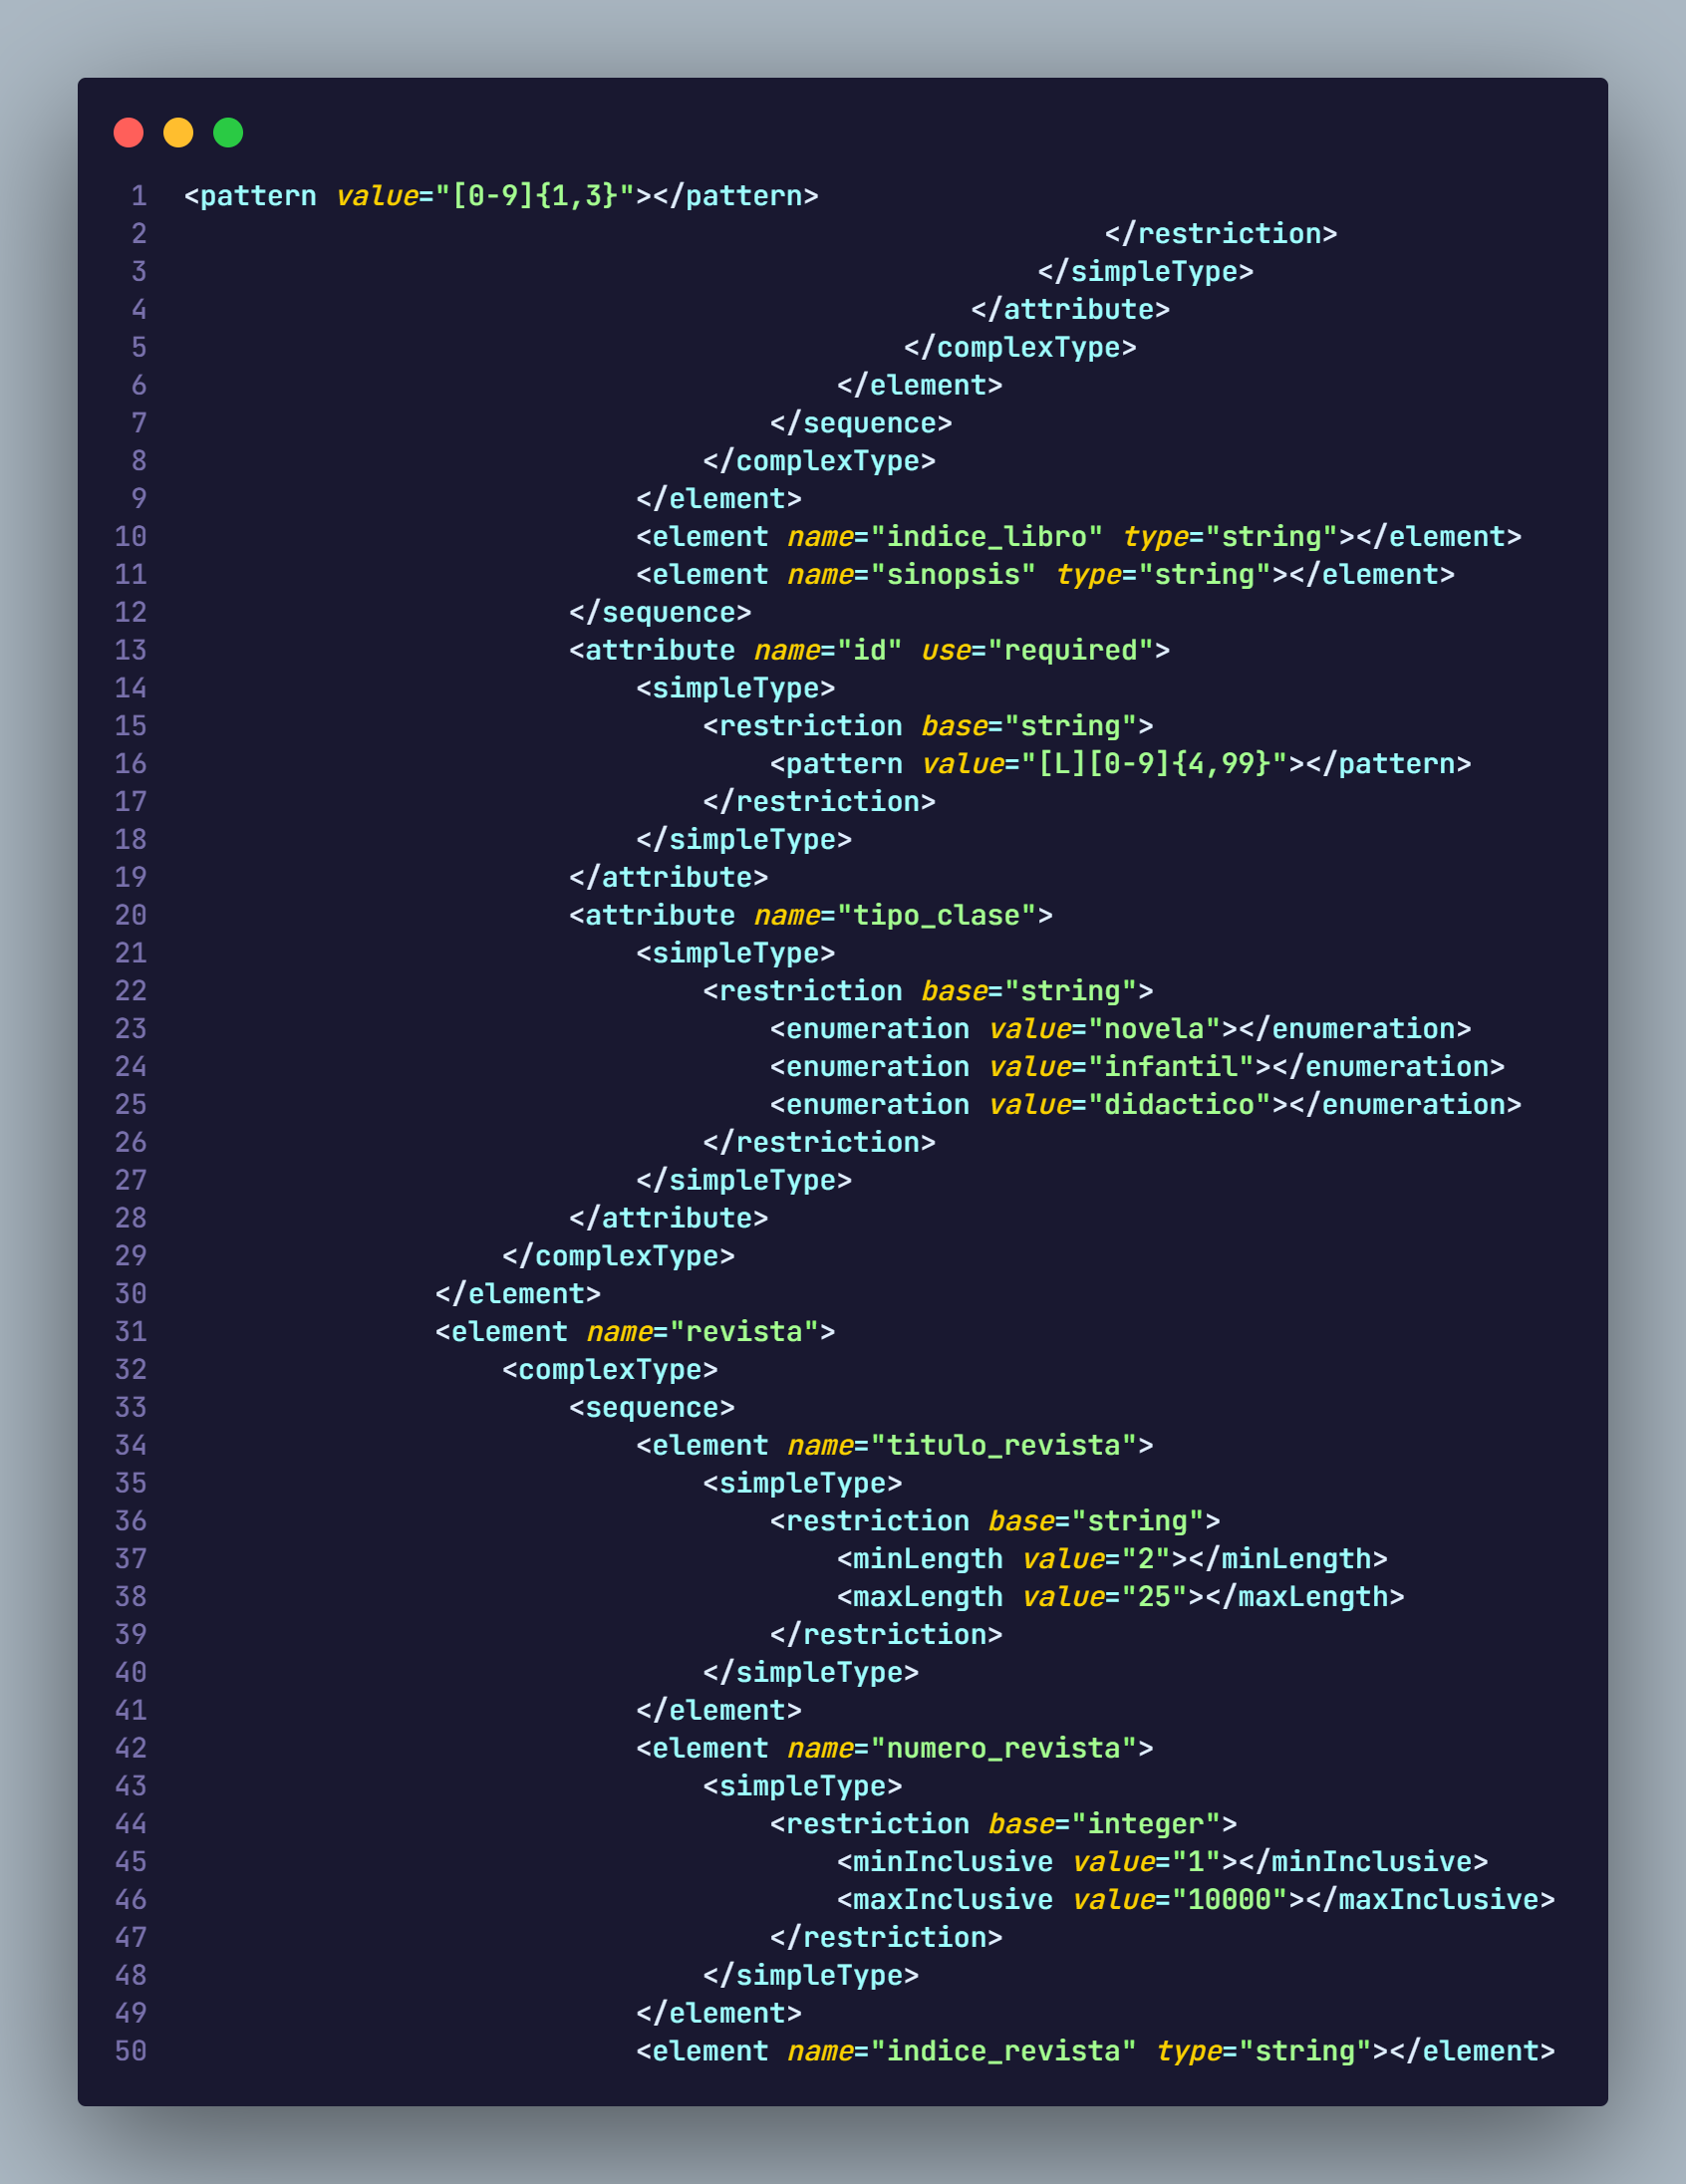 1 <pattern value="[0-9]{1,3}"></pattern>
2 </restriction>
3 </simpleType>
4 </attribute>
5 </complexType>
6 </element>
7 </sequence>
8 </complexType>
9 </element>
10 <element name="indice_libro" type="string"></element>
11 <element name="sinopsis" type="string"></element>
12 </sequence>
13 <attribute name="id" use="required">
14 <simpleType>
15 <restriction base="string">
16 <pattern value="[L][0-9]{4,99}"></pattern>
17 </restriction>
18 </simpleType>
19 </attribute>
20 <attribute name="tipo_clase">
21 <simpleType>
22 <restriction base="string">
23 <enumeration value="novela"></enumeration>
24 <enumeration value="infantil"></enumeration>
25 <enumeration value="didactico"></enumeration>
26 </restriction>
27 </simpleType>
28 </attribute>
29 </complexType>
30 </element>
31 <element name="revista">
32 <complexType>
33 <sequence>
34 <element name="titulo_revista">
35 <simpleType>
36 <restriction base="string">
37 <minLength value="2"></minLength>
38 <maxLength value="25"></maxLength>
39 </restriction>
40 </simpleType>
41 </element>
42 <element name="numero_revista">
43 <simpleType>
44 <restriction base="integer">
45 <minInclusive value="1"></minInclusive>
46 <maxInclusive value="10000"></maxInclusive>
47 </restriction>
48 </simpleType>
49 </element>
50 <element name="indice_revista" type="string"></element>